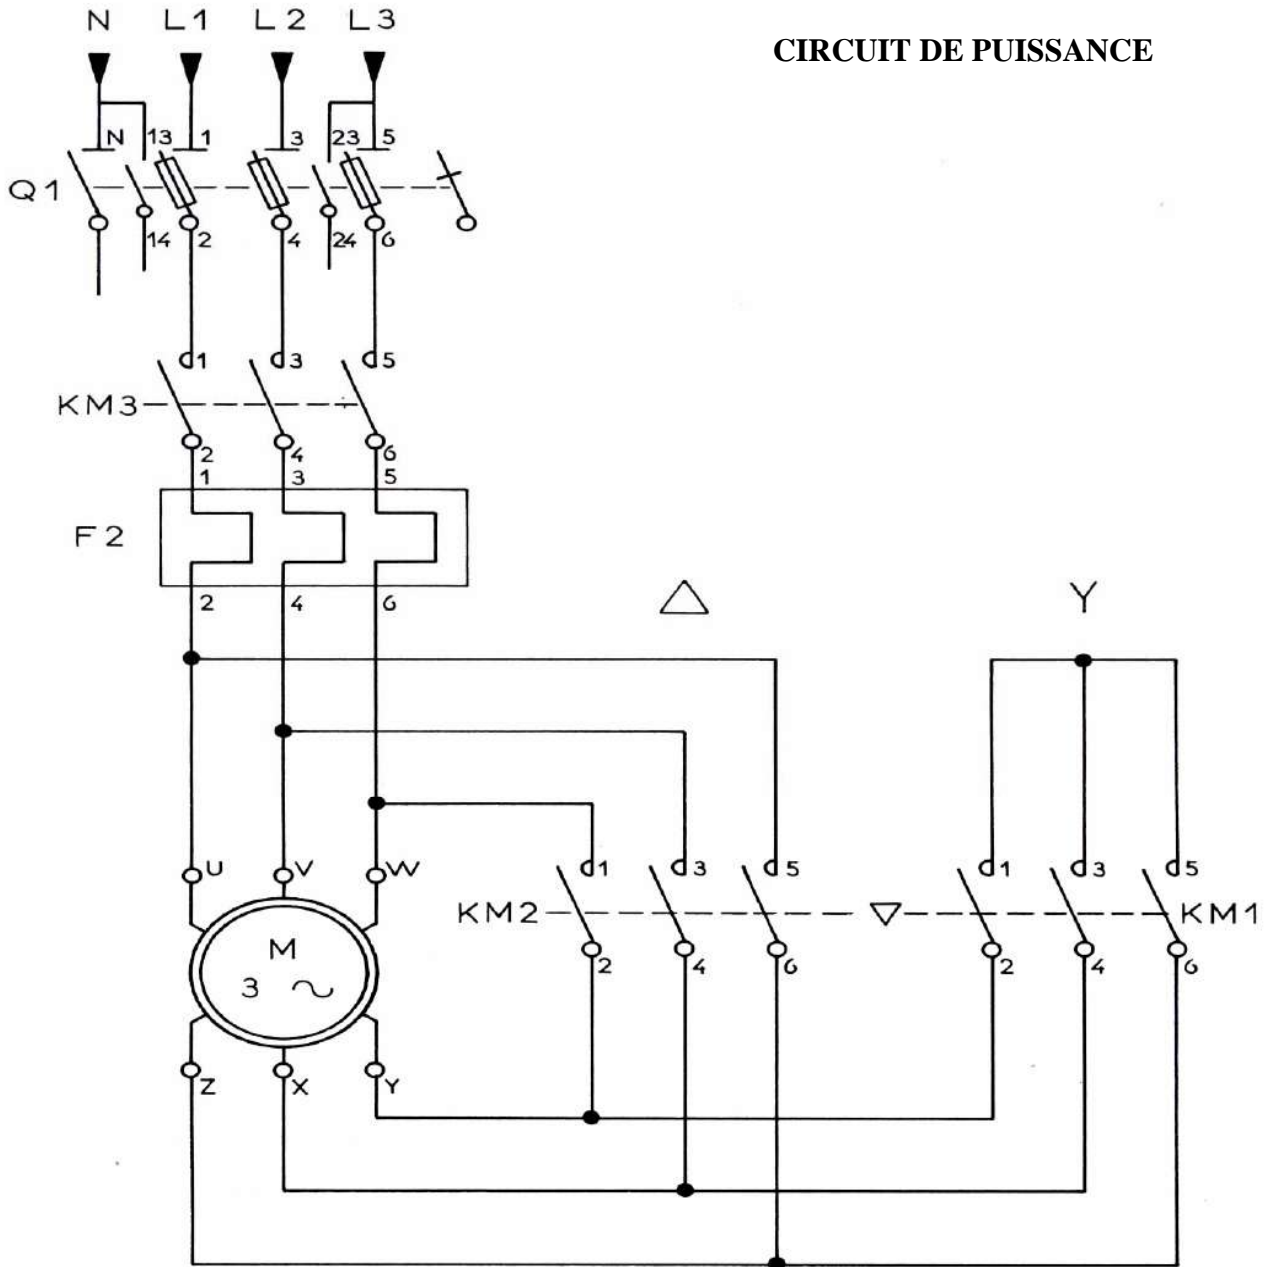 N L1 L2 L3
CIRCUIT DE PUISSANCE
N 13 1 3 23 5
Q1
14 2 4 24 6
1 3 5
KM3
2 4 6
1 3 5
F2
2 4 6
Y
U V W 1 3 5 1 3 5
KM2 KM1
M
3
2 4 6 2 4 6
Z X Y